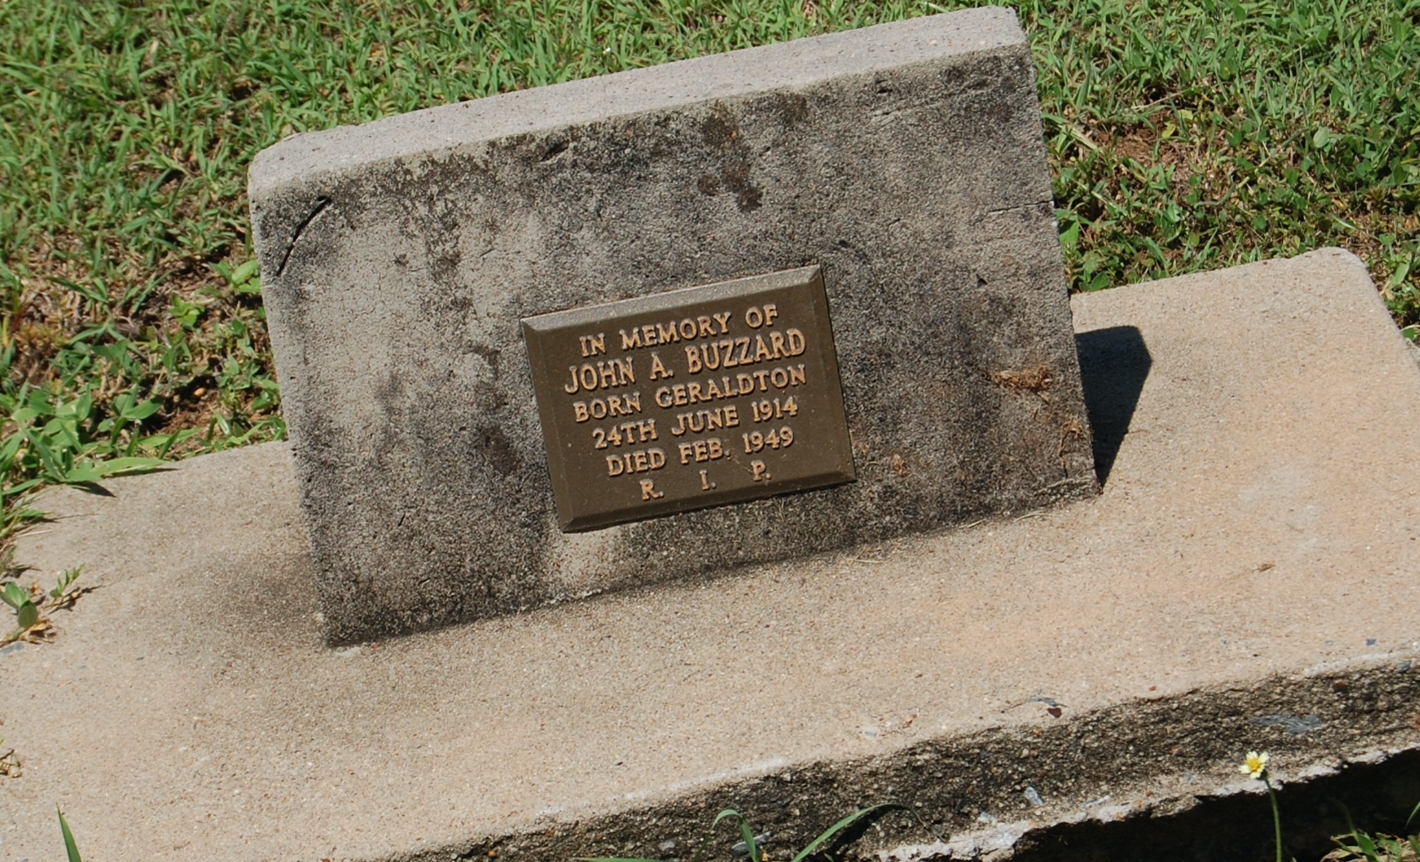 IN MEMORY OF
JOHN A. BUZZARD
BORN GERALDTON
24TH JUNE 1914
DIED FEB. 1949
R. I. P.